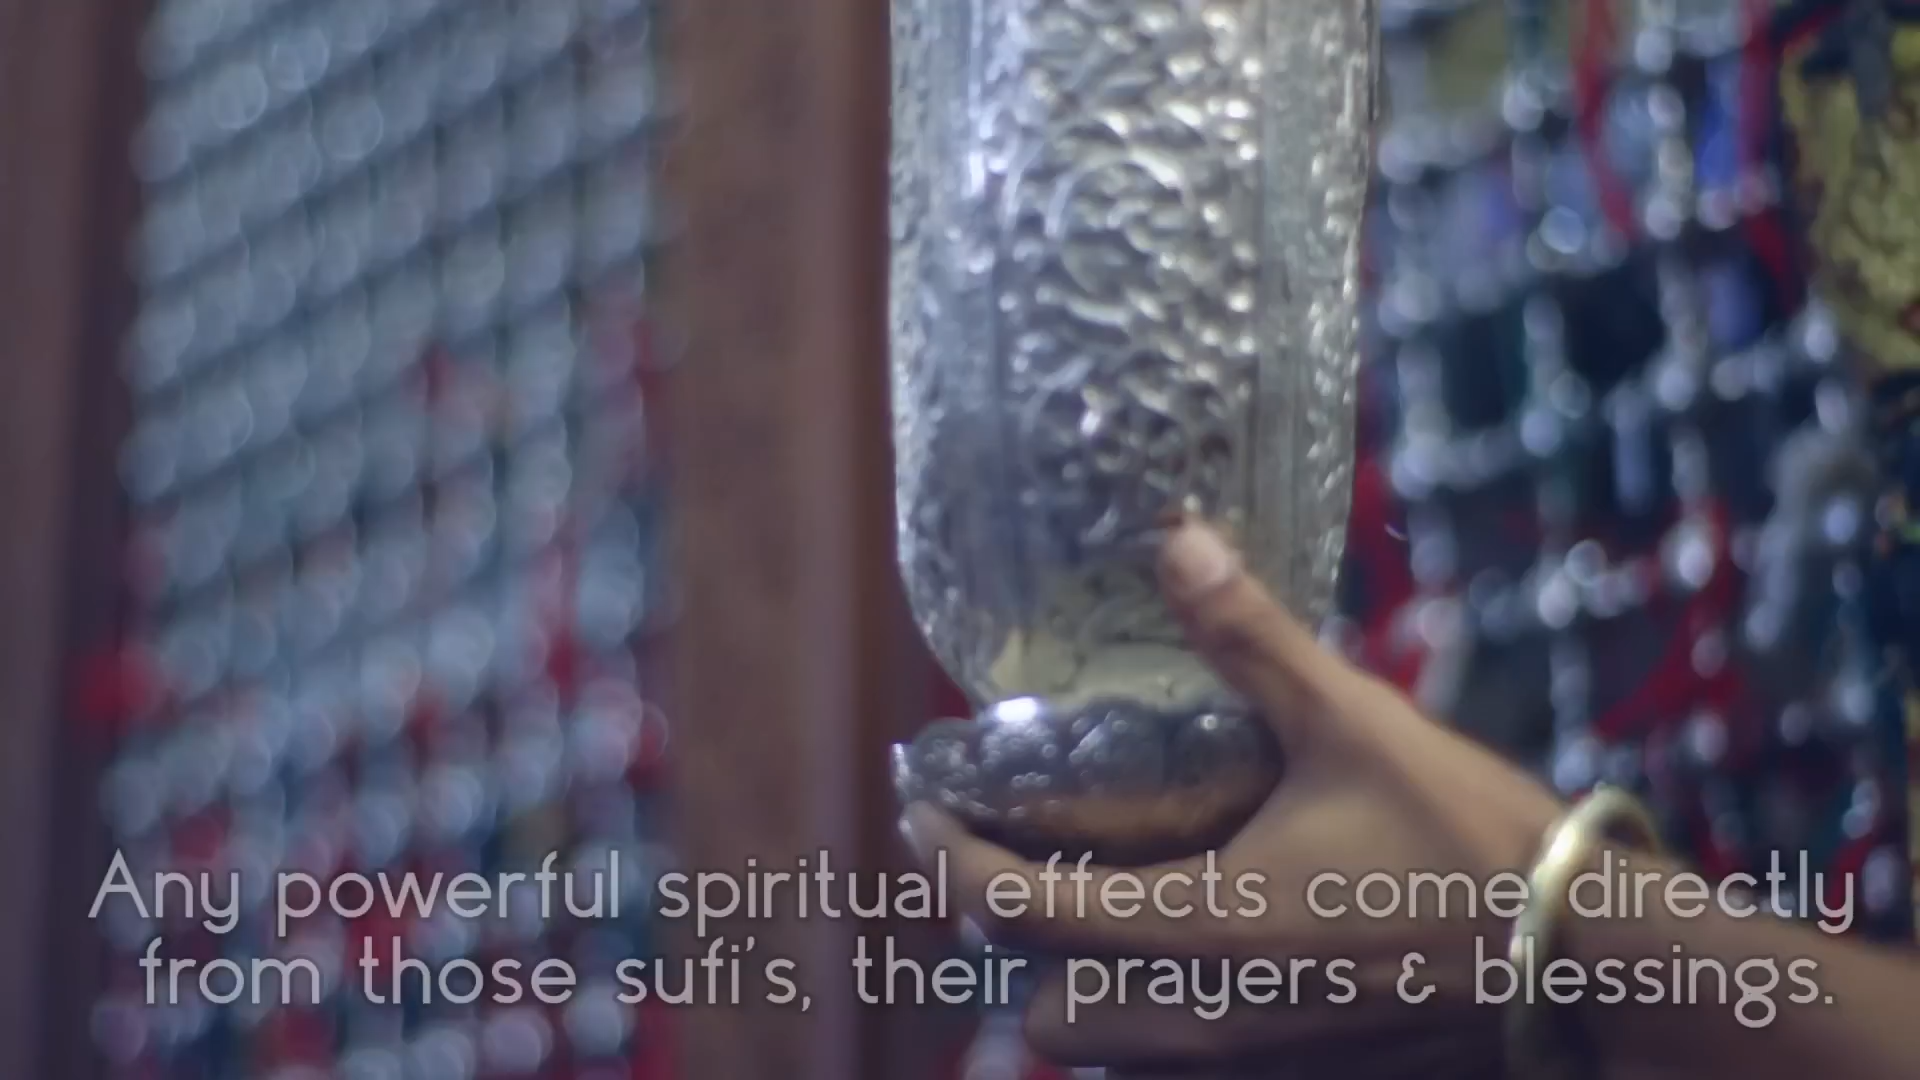 Any powerful spiritual effects come directly
from those sufi's, their prayers & blessings.